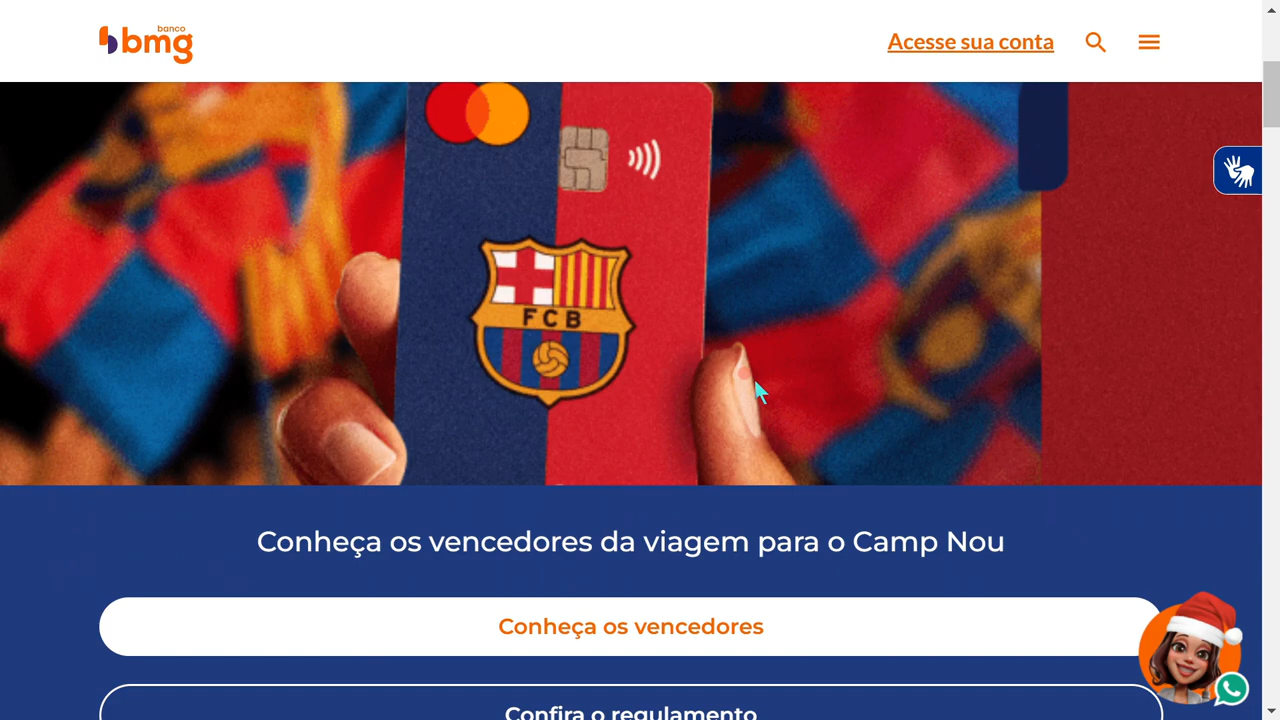 banco
bmg
Acesse sua conta
FCB
Conheça os vencedores da viagem para o Camp Nou
Conheça os vencedores
Confira o regulamento